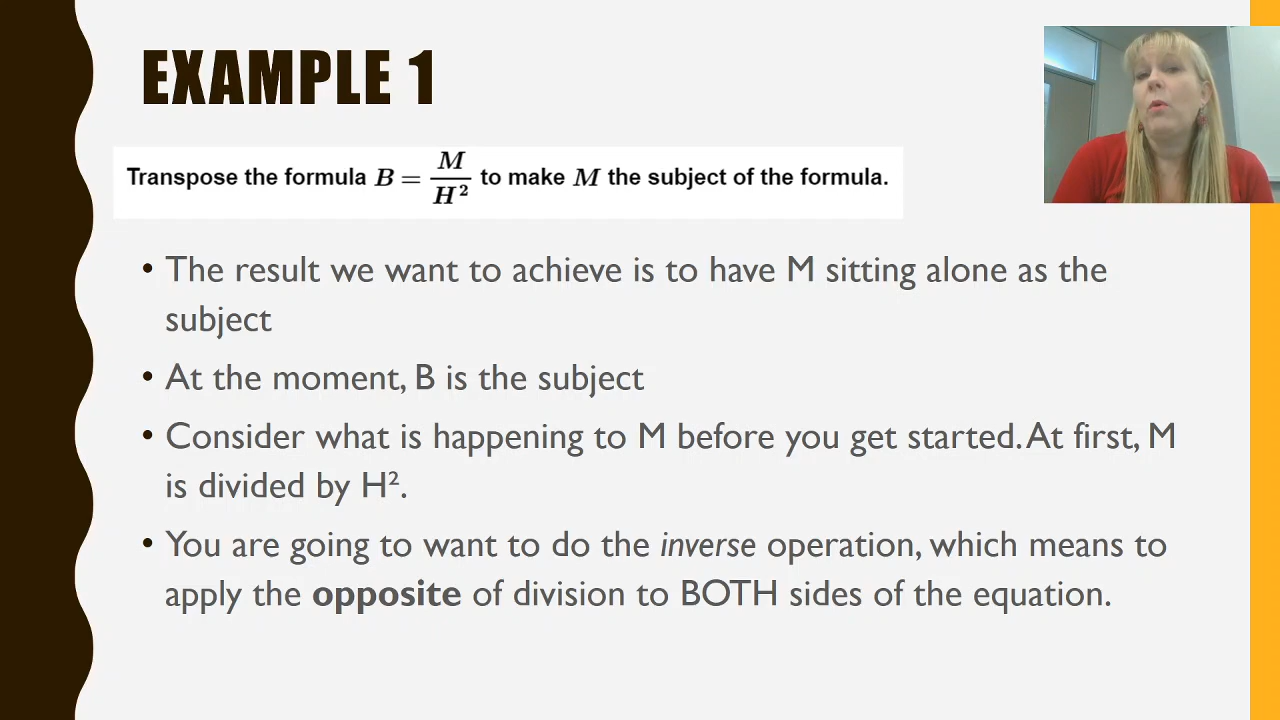 EXAMPLE 1
Transpose the formula B = M/H² to make M the subject of the formula.
• The result we want to achieve is to have M sitting alone as the
subject
• At the moment, B is the subject
• Consider what is happening to M before you get started. At first, M
is divided by H².
• You are going to want to do the inverse operation, which means to
apply the opposite of division to BOTH sides of the equation.